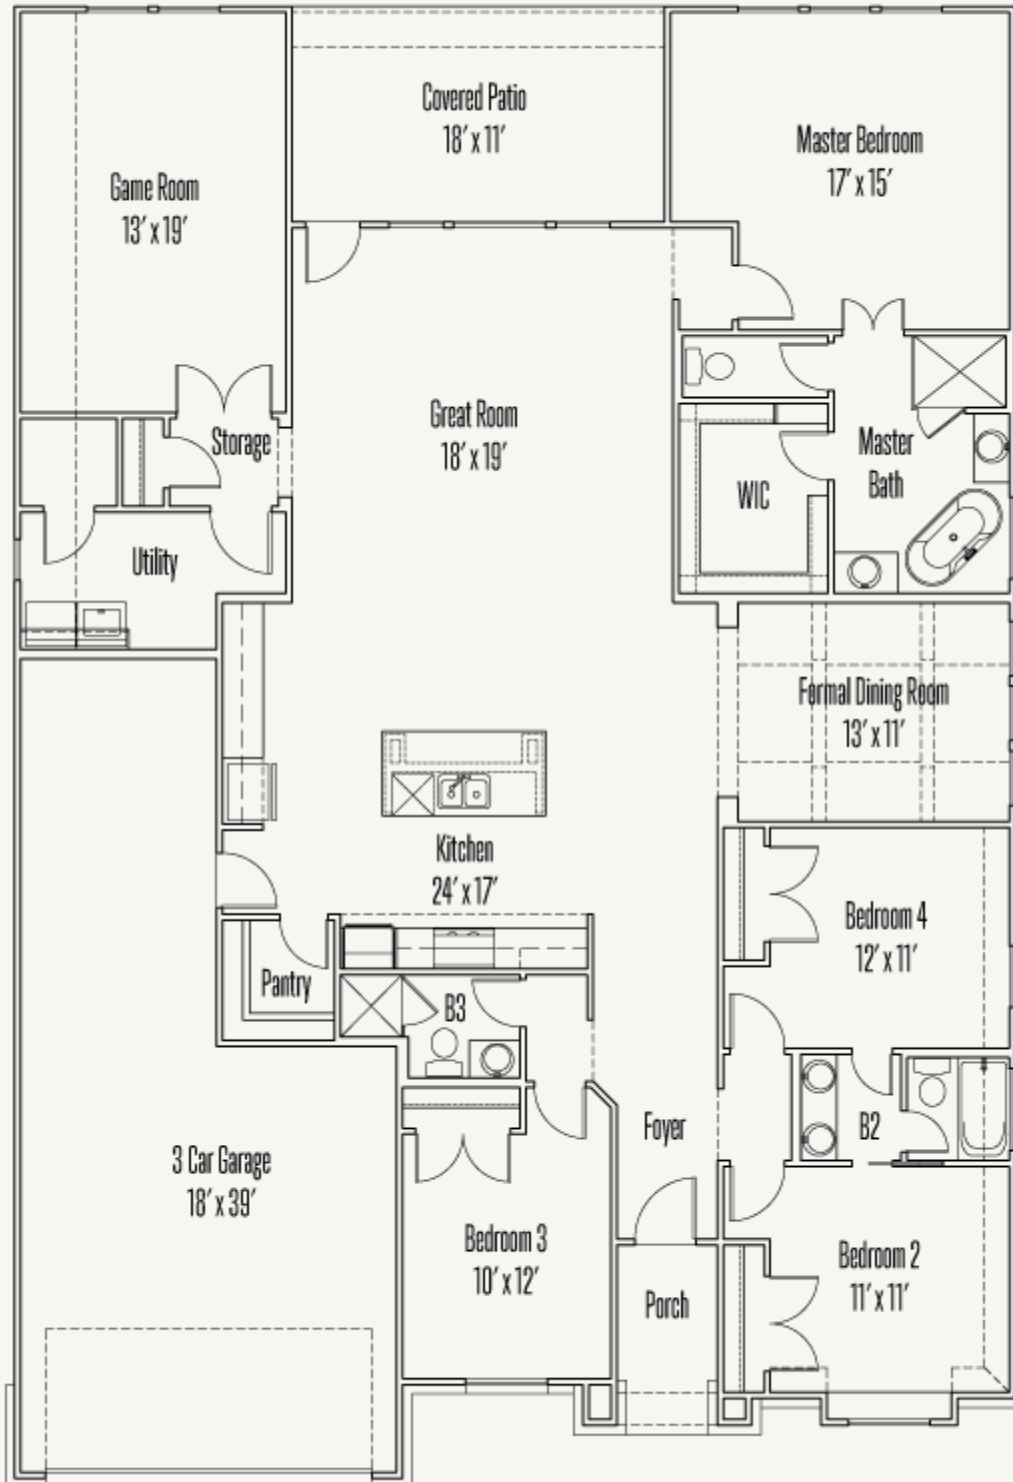 Covered Patio
18' x 11'
Master Bedroom
17' x 15'
Game Room
13' x 19'
Great Room
18' x 19'
Storage
Master
Bath
WIC
Utility
Formal Dining Room
13' x 11'
Kitchen
24' x 17'
Bedroom 4
12' x 11'
Pantry
B3
Foyer
B2
3 Car Garage
18' x 39'
Bedroom 3
10' x 12'
Bedroom 2
11' x 11'
Porch